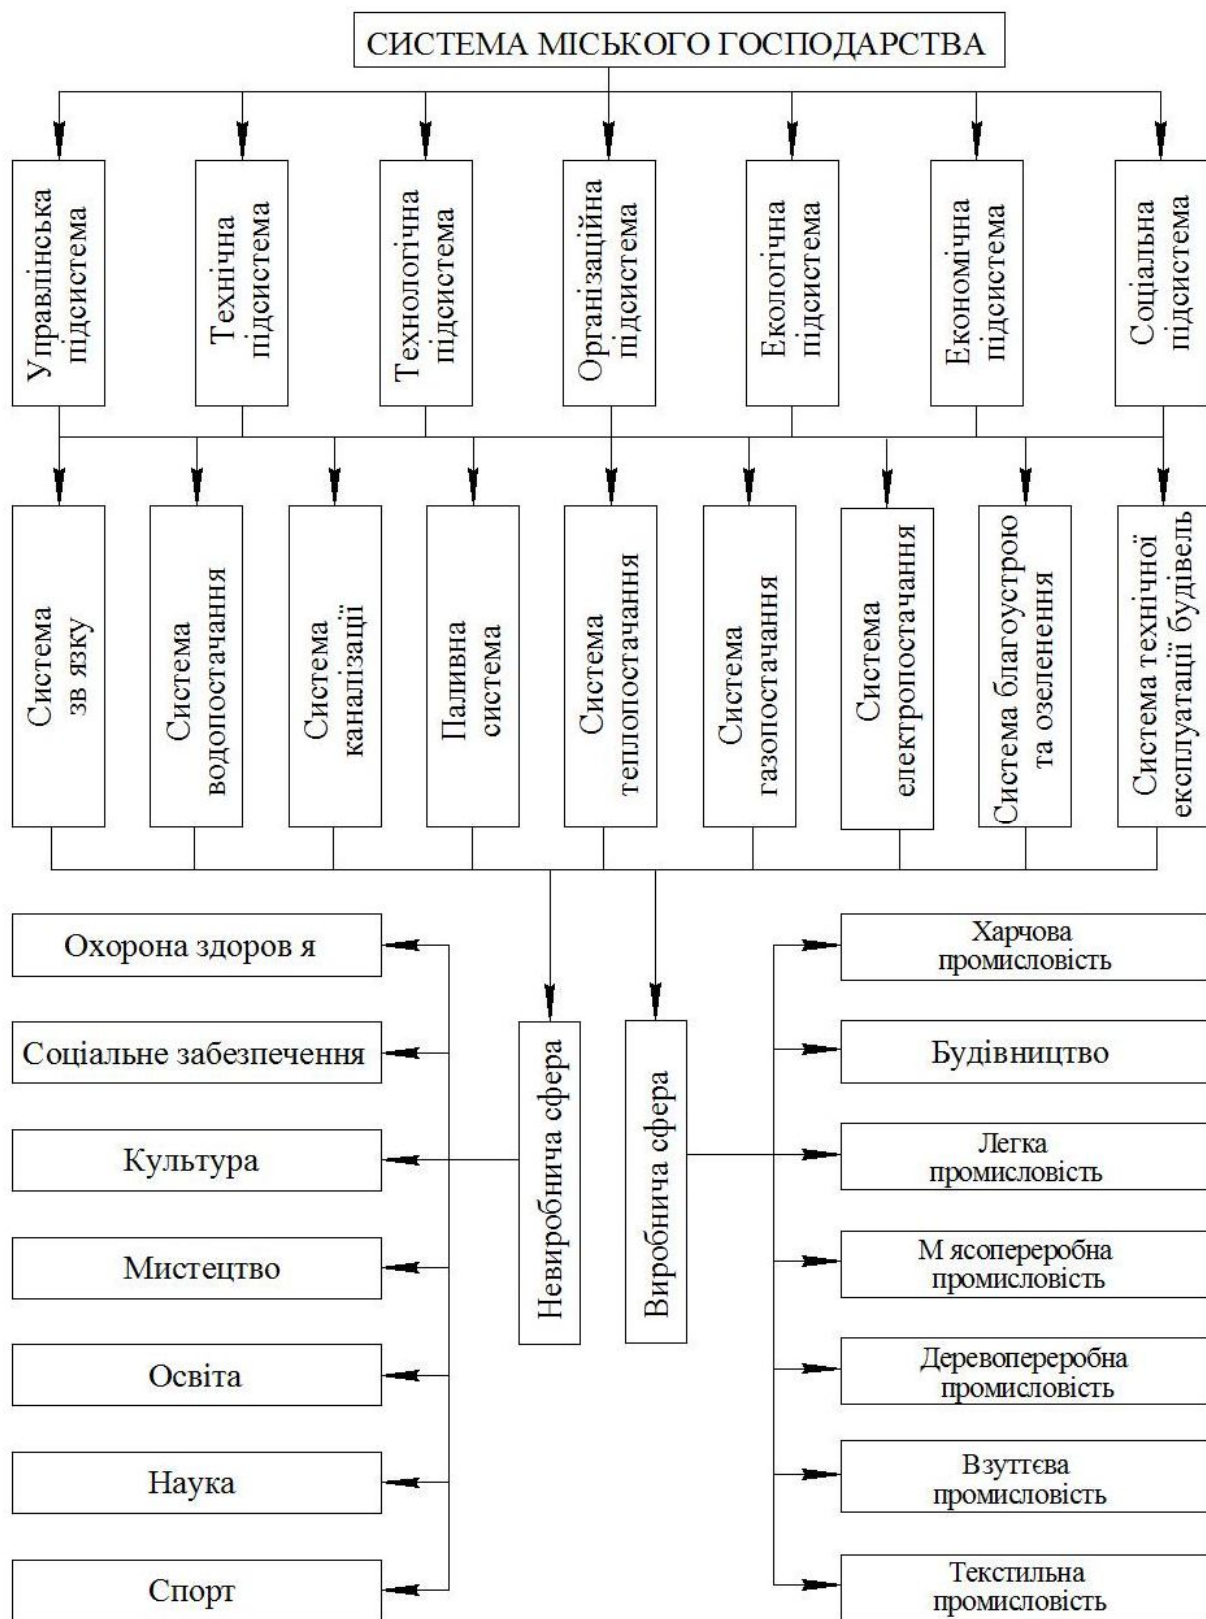 СИСТЕМА МІСЬКОГО ГОСПОДАРСТВА
Управлінська
підсистема
Технічна
підсистема
Технологічна
підсистема
Організаційна
підсистема
Екологічна
підсистема
Економічна
підсистема
Соціальна
підсистема
Система
зв язку
Система
водопостачання
Система
каналізації
Паливна
система
Система
теплопостачання
Система
газопостачання
Система
електропостачання
Система благоустрою
та озеленення
Система технічної
експлуатації будівель
Невиробнича сфера
Виробнича сфера
Охорона здоров я
Соціальне забезпечення
Культура
Мистецтво
Освіта
Наука
Спорт
Харчова
промисловість
Будівництво
Легка
промисловість
М ясопереробна
промисловість
Деревопереробна
промисловість
Взуттєва
промисловість
Текстильна
промисловість